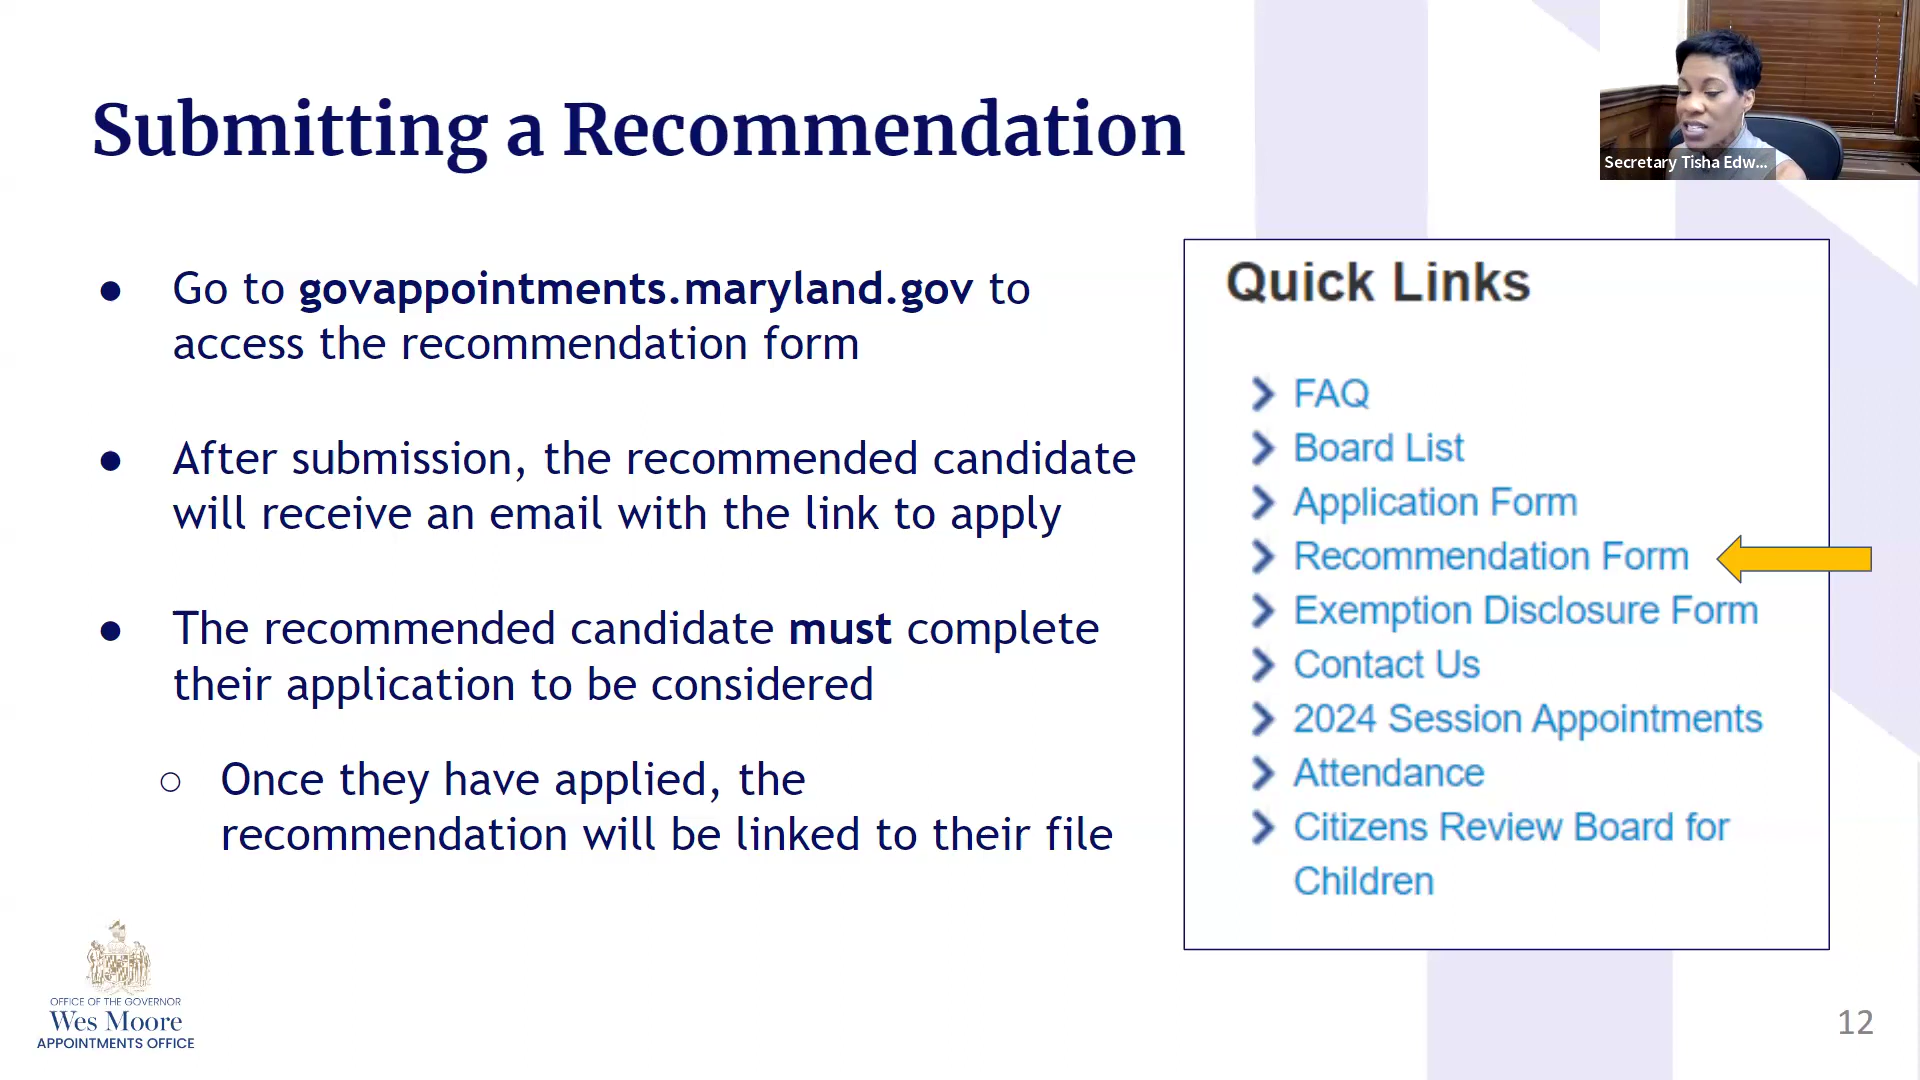 Submitting a Recommendation
Secretary Tisha Edw...
● Go to govappointments.maryland.gov to
access the recommendation form
● After submission, the recommended candidate
will receive an email with the link to apply
● The recommended candidate must complete
their application to be considered
○ Once they have applied, the
recommendation will be linked to their file
Quick Links
FAQ
Board List
Application Form
Recommendation Form
Exemption Disclosure Form
Contact Us
2024 Session Appointments
Attendance
Citizens Review Board for
Children
OFFICE OF THE GOVERNOR
Wes Moore
APPOINTMENTS OFFICE
12